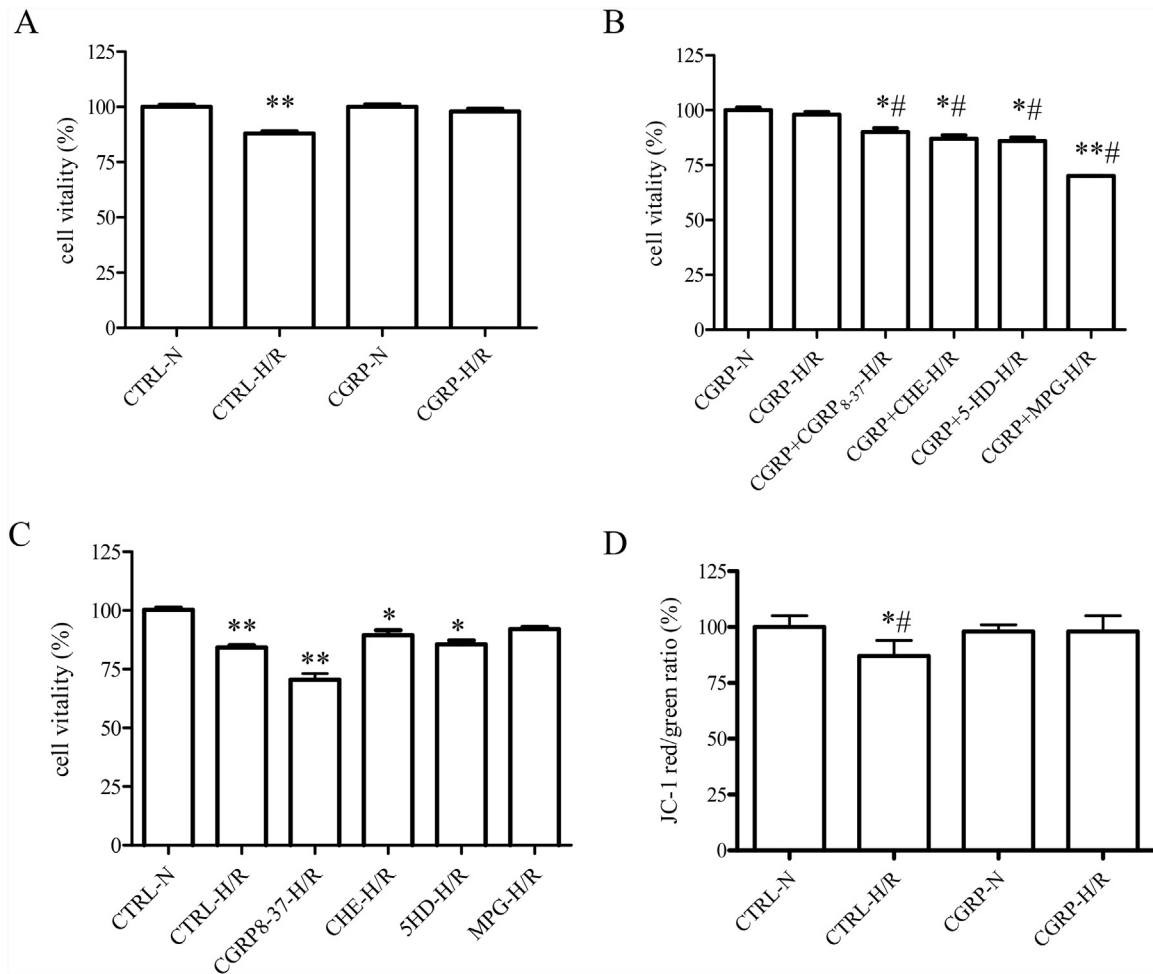 A
cell vitality (%)
125
100
75
50
25
0
**
CTRL-N
CTRL-H/R
CGRP-N
CGRP-H/R
B
cell vitality (%)
125
100
75
50
25
0
*#
*#
*#
**#
CGRP-N
CGRP-H/R
CGRP+CGRP8-37-H/R
CGRP+CHE-H/R
CGRP+5-HD-H/R
CGRP+MPG-H/R
C
cell vitality (%)
125
100
75
50
25
0
**
**
*
*
CTRL-N
CTRL-H/R
CGRP8-37-H/R
CHE-H/R
5HD-H/R
MPG-H/R
D
JC-1 red/green ratio (%)
125
100
75
50
25
0
*#
CTRL-N
CTRL-H/R
CGRP-N
CGRP-H/R